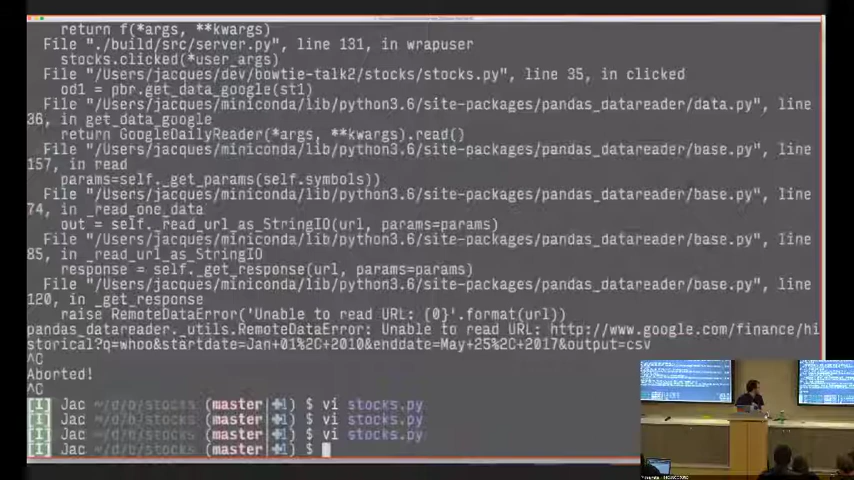 return f(*args, **kwargs)
File "./build/src/server.py", line 131, in wrapuser
stocks.clicked(*user_args)
File "/Users/jacques/dev/bowtie-talk2/stocks/stocks.py", line 35, in clicked
od1 = pbr.get_data_google(st1)
File "/Users/jacques/miniconda/lib/python3.6/site-packages/pandas_datareader/data.py", line
36, in get_data_google
return GoogleDailyReader(*args, **kwargs).read()
File "/Users/jacques/miniconda/lib/python3.6/site-packages/pandas_datareader/base.py", line
157, in read
params=self._get_params(self.symbols))
File "/Users/jacques/miniconda/lib/python3.6/site-packages/pandas_datareader/base.py", line
74, in _read_one_data
out = self._read_url_as_StringIO(url, params=params)
File "/Users/jacques/miniconda/lib/python3.6/site-packages/pandas_datareader/base.py", line
85, in _read_url_as_StringIO
response = self._get_response(url, params=params)
File "/Users/jacques/miniconda/lib/python3.6/site-packages/pandas_datareader/base.py", line
120, in _get_response
raise RemoteDataError('Unable to read URL: {0}'.format(url))
pandas_datareader._utils.RemoteDataError: Unable to read URL: http://www.google.com/finance/hi
storical?q=whoo&startdate=Jan+01%2C+2010&enddate=May+25%2C+2017&output=csv
^C
Aborted!
^C
[I] Jac ~/d/b/stocks (master|✚1) $ vi stocks.py
[I] Jac ~/d/b/stocks (master|✚1) $ vi stocks.py
[I] Jac ~/d/b/stocks (master|✚1) $ vi stocks.py
[I] Jac ~/d/b/stocks (master|✚1) $